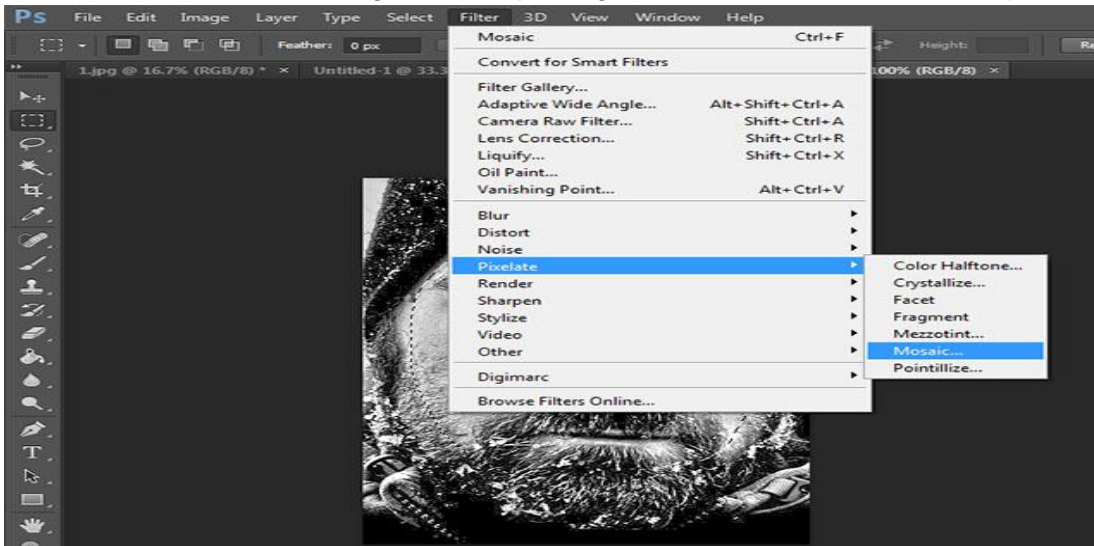 Ps File Edit Image Layer Type Select Filter 3D View Window Help
Feather: 0 px Height:
1.jpg @ 16.7% (RGB/8) * × Untitled-1 @ 33.3 100% (RGB/8) ×
Mosaic Ctrl+F
Convert for Smart Filters
Filter Gallery...
Adaptive Wide Angle... Alt+Shift+Ctrl+A
Camera Raw Filter... Shift+Ctrl+A
Lens Correction... Shift+Ctrl+R
Liquify... Shift+Ctrl+X
Oil Paint...
Vanishing Point... Alt+Ctrl+V
Blur
Distort
Noise
Pixelate
Render
Sharpen
Stylize
Video
Other
Digimarc
Browse Filters Online...
Color Halftone...
Crystallize...
Facet
Fragment
Mezzotint...
Mosaic...
Pointillize...
T